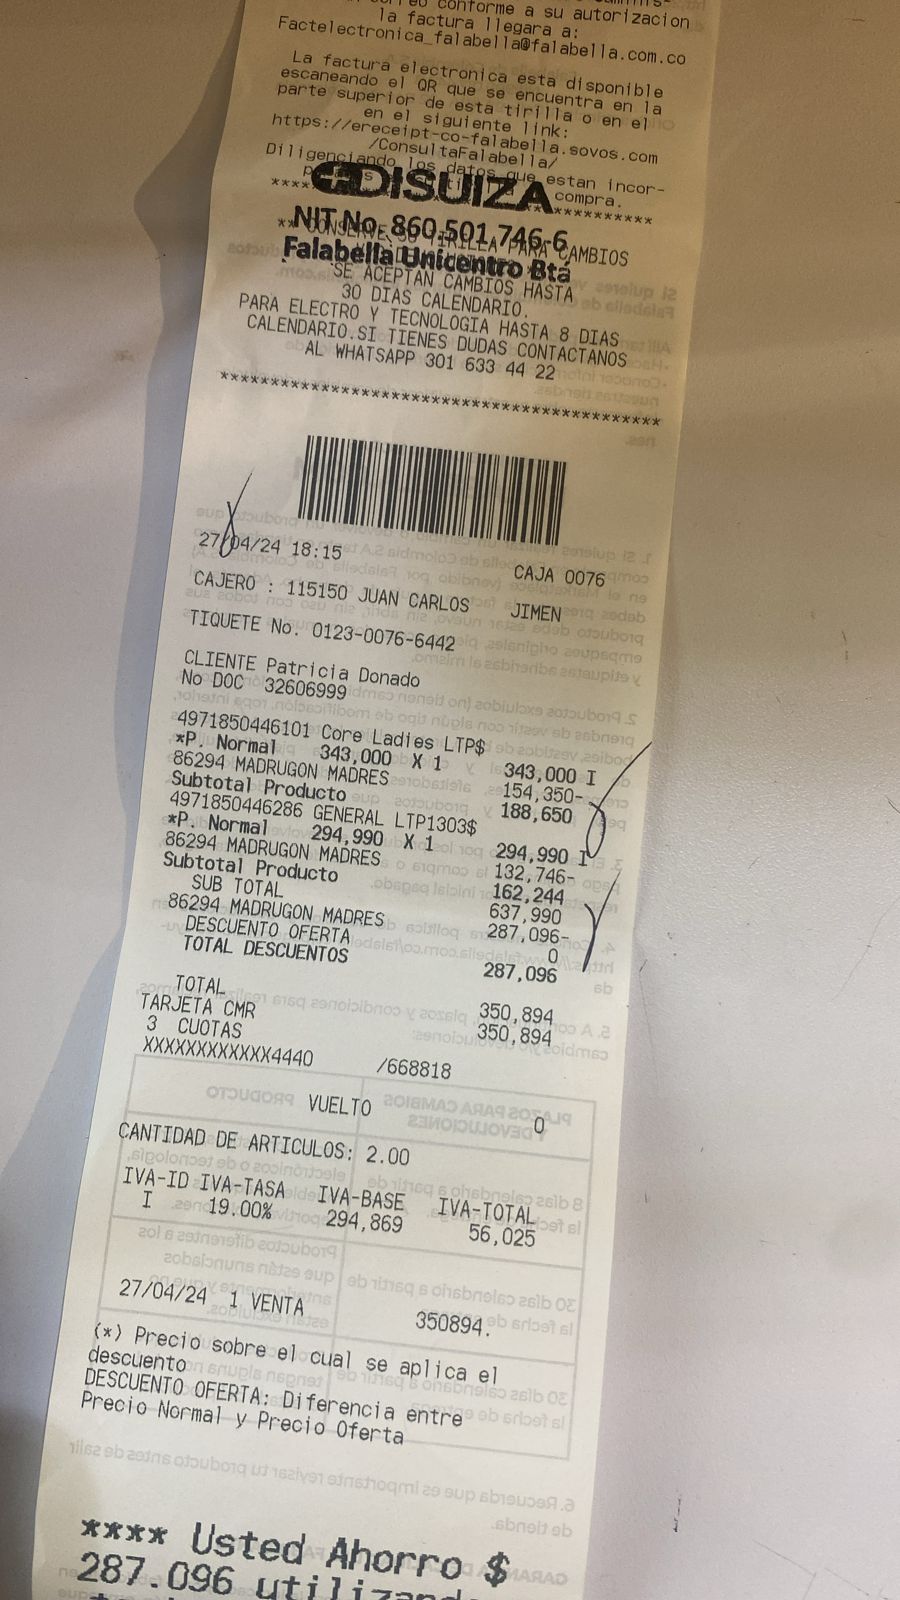 conforme a su autorizacion
la factura llegara a:
Factelectronica_falabella@falabella.com.co
La factura electronica esta disponible
escaneando el QR que se encuentra en la
parte superior de esta tirilla o en el
en el siguiente link:
https://ereceipt-co-falabella.sovos.com
/ConsultaFalabella/
Diligenciando los datos que estan incor-
compra.
DISUIZA
NIT No. 860.501.746-6
** CONSERVE SU TIRILLA PARA CAMBIOS
Falabella Unicentro Btá
SE ACEPTAN CAMBIOS HASTA
30 DIAS CALENDARIO.
PARA ELECTRO Y TECNOLOGIA HASTA 8 DIAS
CALENDARIO.SI TIENES DUDAS CONTACTANOS
AL WHATSAPP 301 633 44 22
******************************************
27/04/24 18:15 CAJA 0076
CAJERO : 115150 JUAN CARLOS JIMEN
TIQUETE No. 0123-0076-6442
CLIENTE Patricia Donado
No DOC 32606999
4971850446101 Core Ladies LTP$
*P. Normal 343,000 X 1 343,000 I
86294 MADRUGON MADRES 154,350-
Subtotal Producto 188,650
4971850446286 GENERAL LTP1303$
*P. Normal 294,990 X 1 294,990 I
86294 MADRUGON MADRES 132,746-
Subtotal Producto 162,244
SUB TOTAL 637,990
86294 MADRUGON MADRES 287,096-
DESCUENTO OFERTA 0
TOTAL DESCUENTOS 287,096
TOTAL 350,894
TARJETA CMR 350,894
3 CUOTAS
XXXXXXXXXXXX4440 /668818
VUELTO 0
CANTIDAD DE ARTICULOS: 2.00
IVA-ID IVA-TASA IVA-BASE IVA-TOTAL
I 19.00% 294,869 56,025
27/04/24 1 VENTA 350894.
(*) Precio sobre el cual se aplica el
descuento
DESCUENTO OFERTA: Diferencia entre
Precio Normal y Precio Oferta
**** Usted Ahorro $
287.096 utilizand